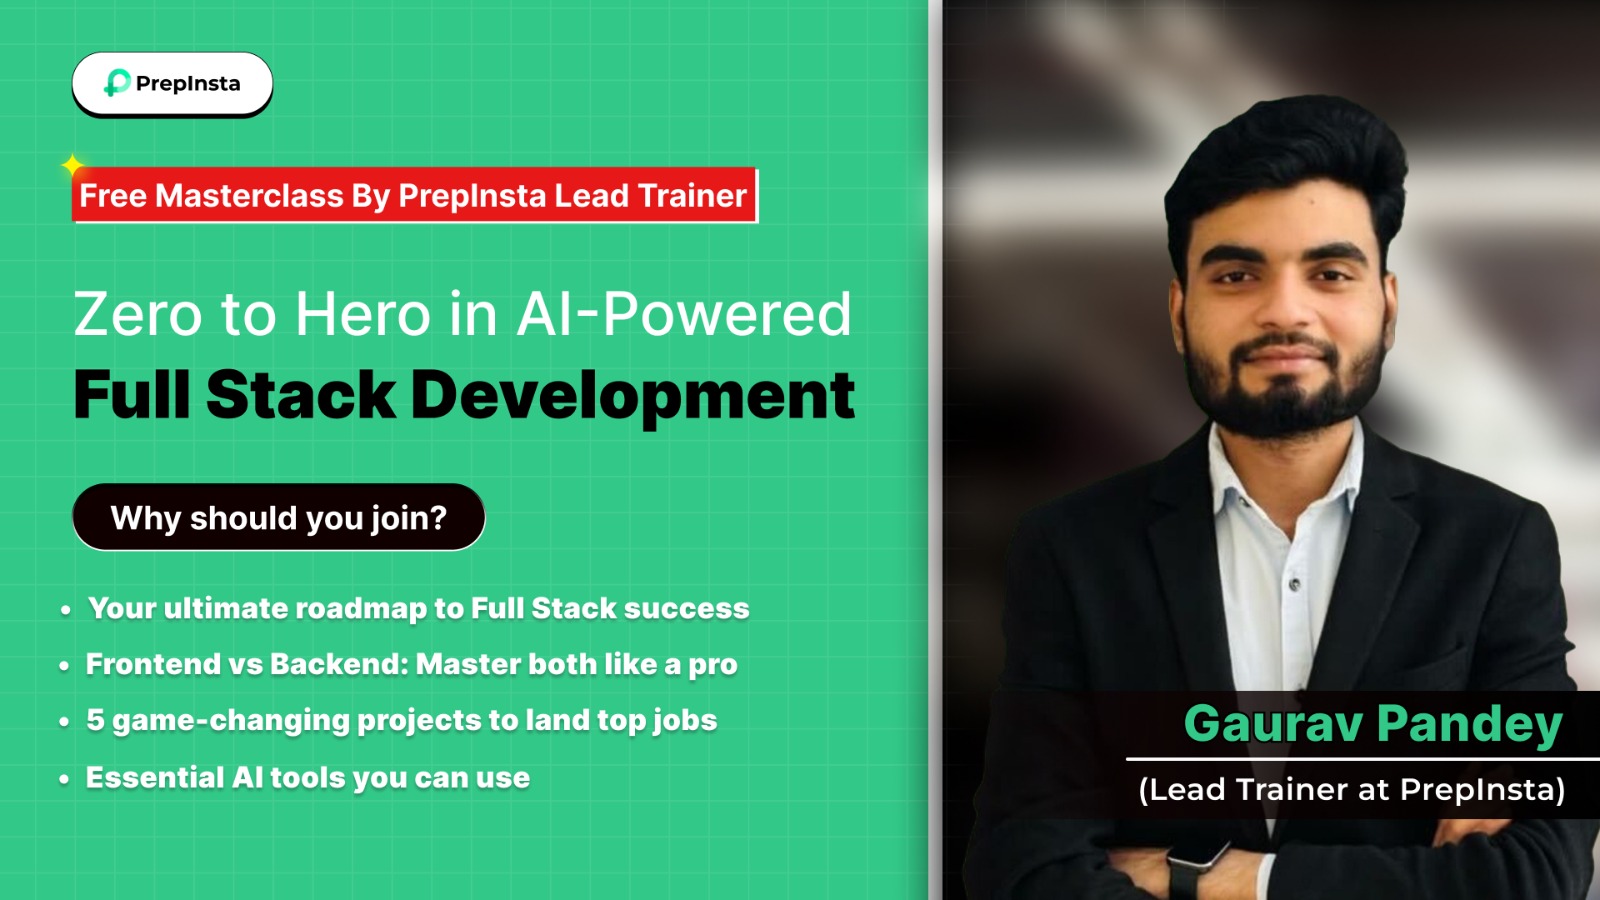 PrepInsta
Free Masterclass By PrepInsta Lead Trainer
Zero to Hero in AI-Powered
Full Stack Development
Why should you join?
• Your ultimate roadmap to Full Stack success
• Frontend vs Backend: Master both like a pro
• 5 game-changing projects to land top jobs
• Essential AI tools you can use
Gaurav Pandey
(Lead Trainer at PrepInsta)